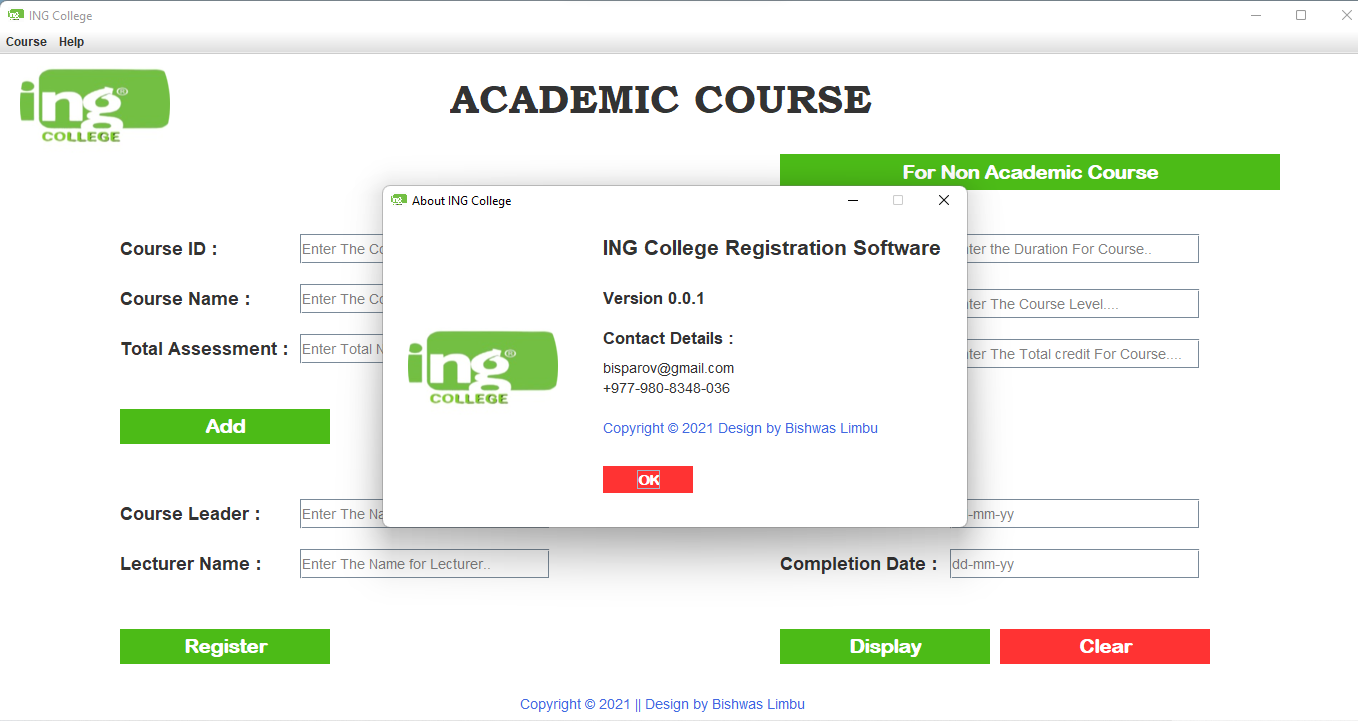 ING College
Course Help
ing®
COLLEGE
ACADEMIC COURSE
For Non Academic Course
Course ID :
Enter The Co
nter the Duration For Course..
Course Name :
Enter The Co
nter The Course Level....
Total Assessment :
Enter Total N
nter The Total credit For Course....
Add
Course Leader :
Enter The Na
-mm-yy
Lecturer Name :
Enter The Name for Lecturer..
Completion Date :
dd-mm-yy
Register
Display
Clear
Copyright © 2021 || Design by Bishwas Limbu
About ING College
ing®
COLLEGE
ING College Registration Software
Version 0.0.1
Contact Details :
bisparov@gmail.com
+977-980-8348-036
Copyright © 2021 Design by Bishwas Limbu
OK